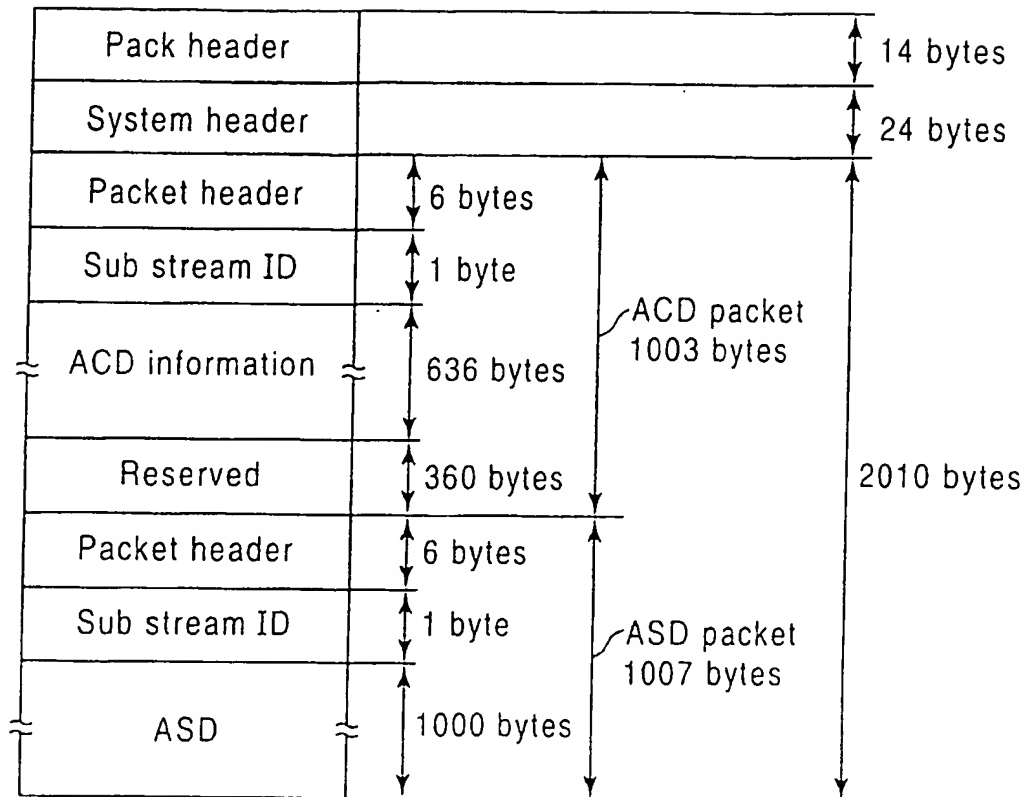 Pack header
14 bytes
System header
24 bytes
Packet header
6 bytes
Sub stream ID
1 byte
ACD information
636 bytes
ACD packet
1003 bytes
Reserved
360 bytes
2010 bytes
Packet header
6 bytes
Sub stream ID
1 byte
ASD packet
1007 bytes
ASD
1000 bytes